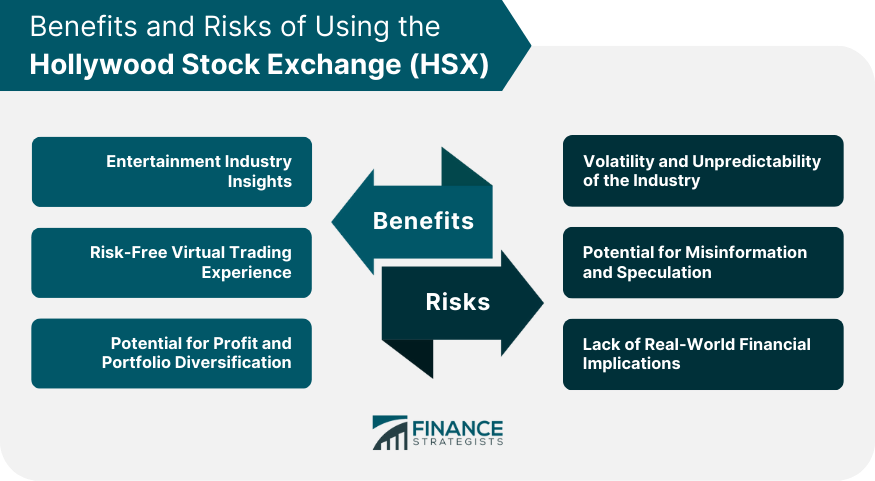 Benefits and Risks of Using the
Hollywood Stock Exchange (HSX)
Entertainment Industry
Insights
Risk-Free Virtual Trading
Experience
Potential for Profit and
Portfolio Diversification
Benefits
Risks
Volatility and Unpredictability
of the Industry
Potential for Misinformation
and Speculation
Lack of Real-World Financial
Implications
FINANCE
STRATEGISTS